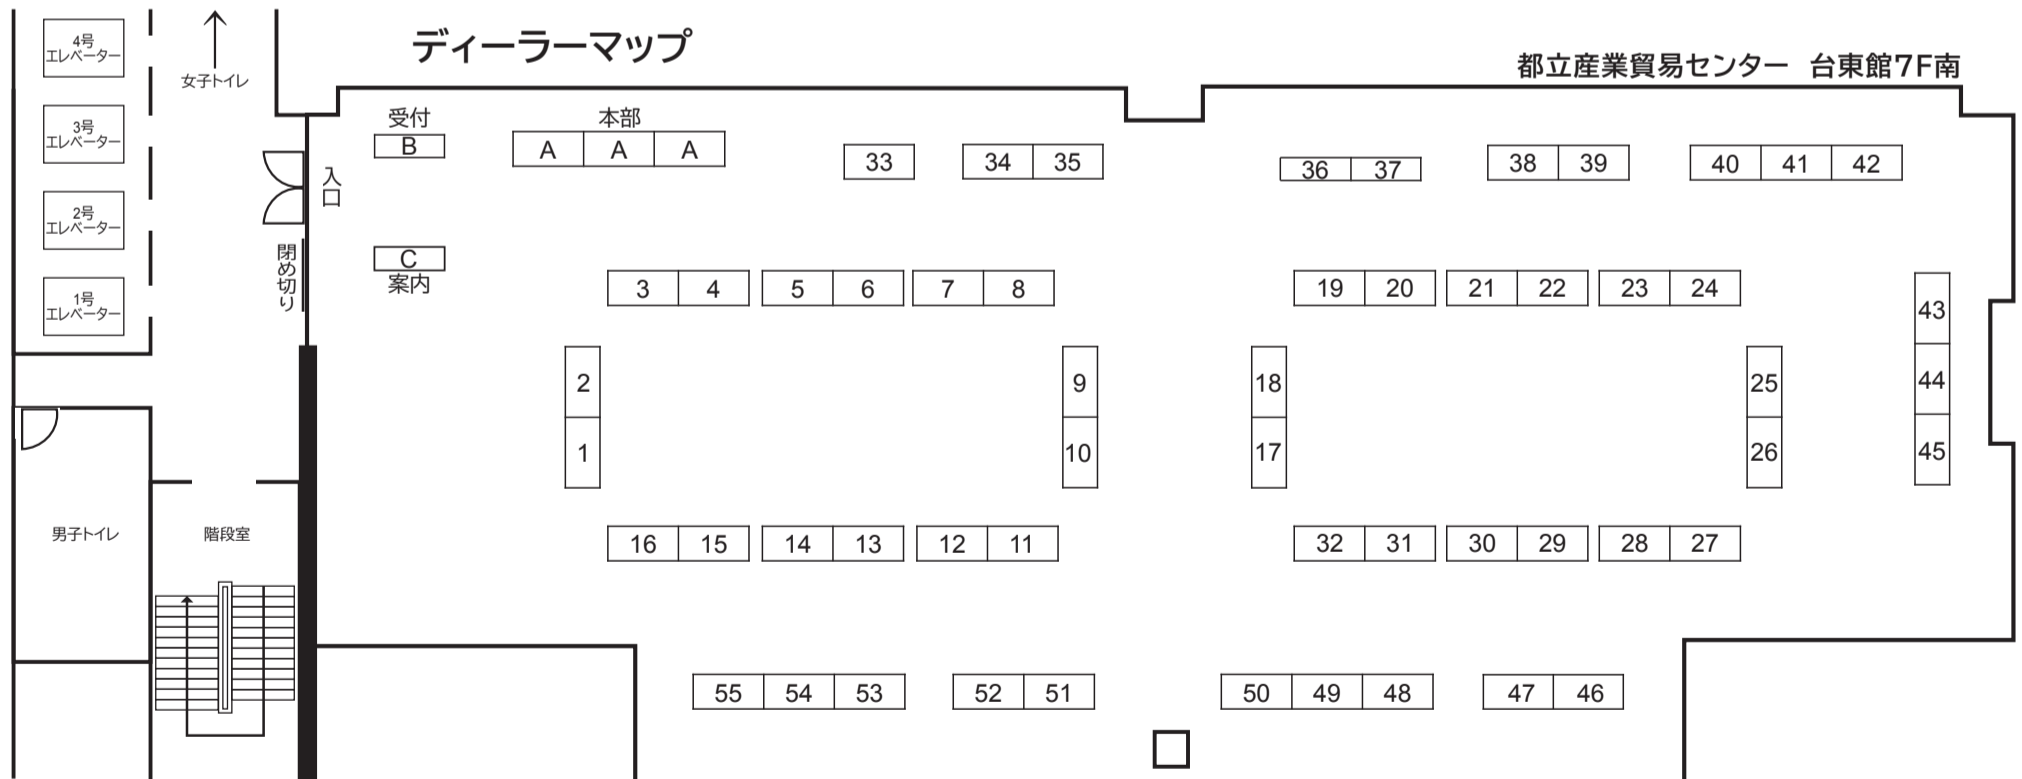 ディーラーマップ
都立産業貿易センター 台東館7F南
4号
エレベーター
3号
エレベーター
2号
エレベーター
1号
エレベーター
女子トイレ
入口
閉め切り
男子トイレ
階段室
受付
B
本部
A A A
C
案内
33 34 35 36 37 38 39 40 41 42
3 4 5 6 7 8 19 20 21 22 23 24
43
44
45
2 9 18 25
1 10 17 26
16 15 14 13 12 11 32 31 30 29 28 27
55 54 53 52 51 50 49 48 47 46